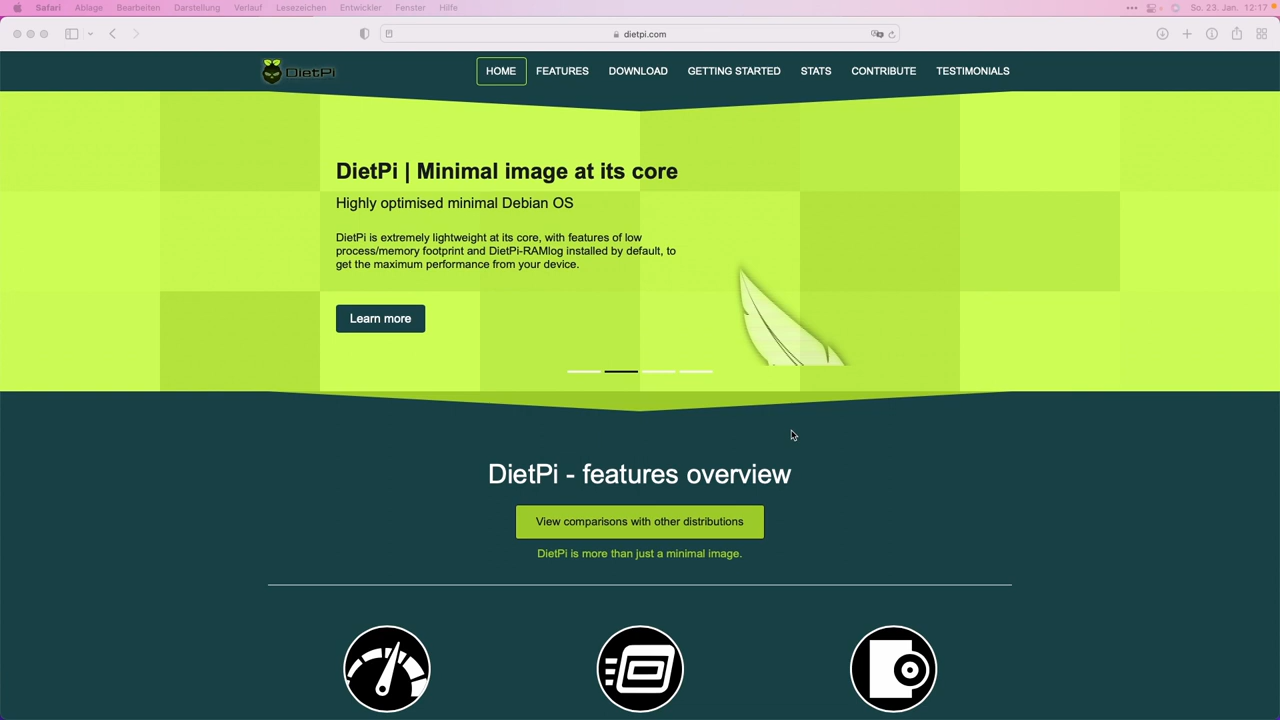 Safari Ablage Bearbeiten Darstellung Verlauf Lesezeichen Entwickler Fenster Hilfe So. 23. Jan. 12:17
dietpi.com
DietPi HOME FEATURES DOWNLOAD GETTING STARTED STATS CONTRIBUTE TESTIMONIALS
DietPi | Minimal image at its core
Highly optimised minimal Debian OS
DietPi is extremely lightweight at its core, with features of low
process/memory footprint and DietPi-RAMlog installed by default, to
get the maximum performance from your device.
Learn more
DietPi - features overview
View comparisons with other distributions
DietPi is more than just a minimal image.